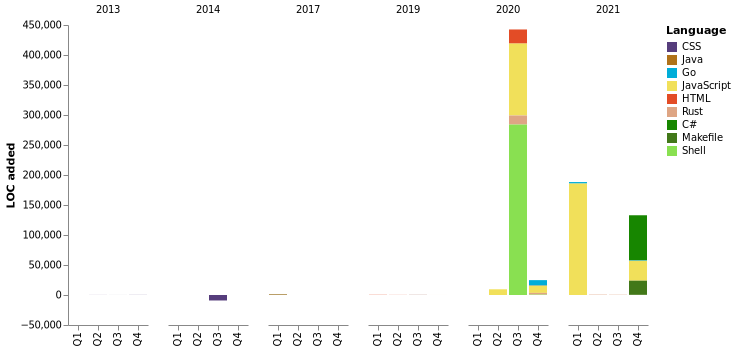 2013 2014 2017 2019 2020 2021
450,000
400,000
350,000
300,000
250,000
200,000
150,000
100,000
50,000
0
−50,000
LOC added
Q1 Q2 Q3 Q4 Q1 Q2 Q3 Q4 Q1 Q2 Q3 Q4 Q1 Q2 Q3 Q4 Q1 Q2 Q3 Q4 Q1 Q2 Q3 Q4
Language
CSS
Java
Go
JavaScript
HTML
Rust
C#
Makefile
Shell